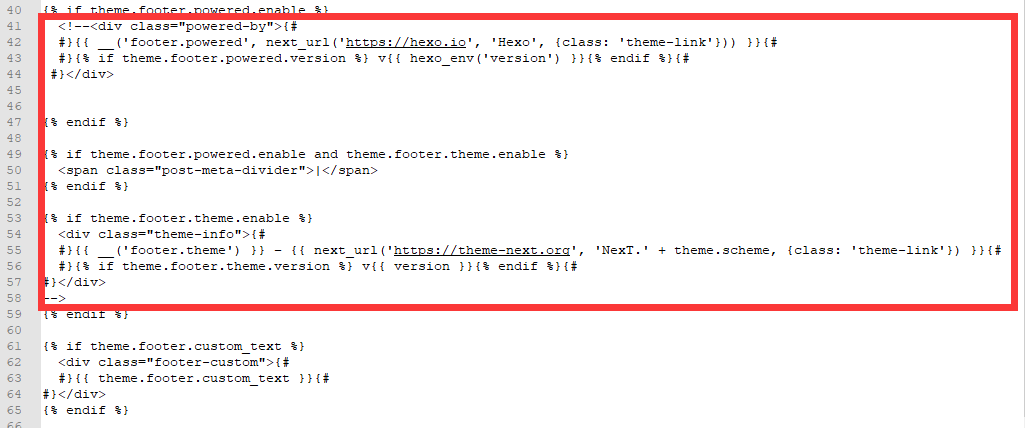 40 {% if theme.footer.powered.enable %}
41   <!--<div class="powered-by">{#
42   #}{{ __('footer.powered', next_url('https://hexo.io', 'Hexo', {class: 'theme-link'})) }}{#
43   #}{% if theme.footer.powered.version %} v{{ hexo_env('version') }}{% endif %}{#
44  #}</div>
45
46
47 {% endif %}
48
49 {% if theme.footer.powered.enable and theme.footer.theme.enable %}
50   <span class="post-meta-divider">|</span>
51 {% endif %}
52
53 {% if theme.footer.theme.enable %}
54   <div class="theme-info">{#
55   #}{{ __('footer.theme') }} – {{ next_url('https://theme-next.org', 'NexT.' + theme.scheme, {class: 'theme-link'}) }}{#
56   #}{% if theme.footer.theme.version %} v{{ version }}{% endif %}{#
57 #}</div>
58 -->
59 {% endif %}
60
61 {% if theme.footer.custom_text %}
62   <div class="footer-custom">{#
63   #}{{ theme.footer.custom_text }}{#
64 #}</div>
65 {% endif %}
66